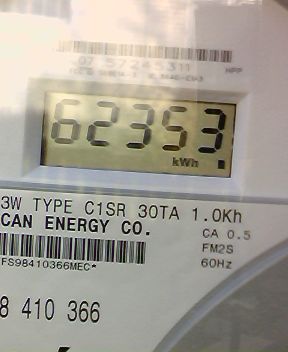 HPP
62353
kWh
3W TYPE C1SR 30TA 1.0Kh
CAN ENERGY CO.
CA 0.5
FM2S
60Hz
FS98410366MEC*
8 410 366